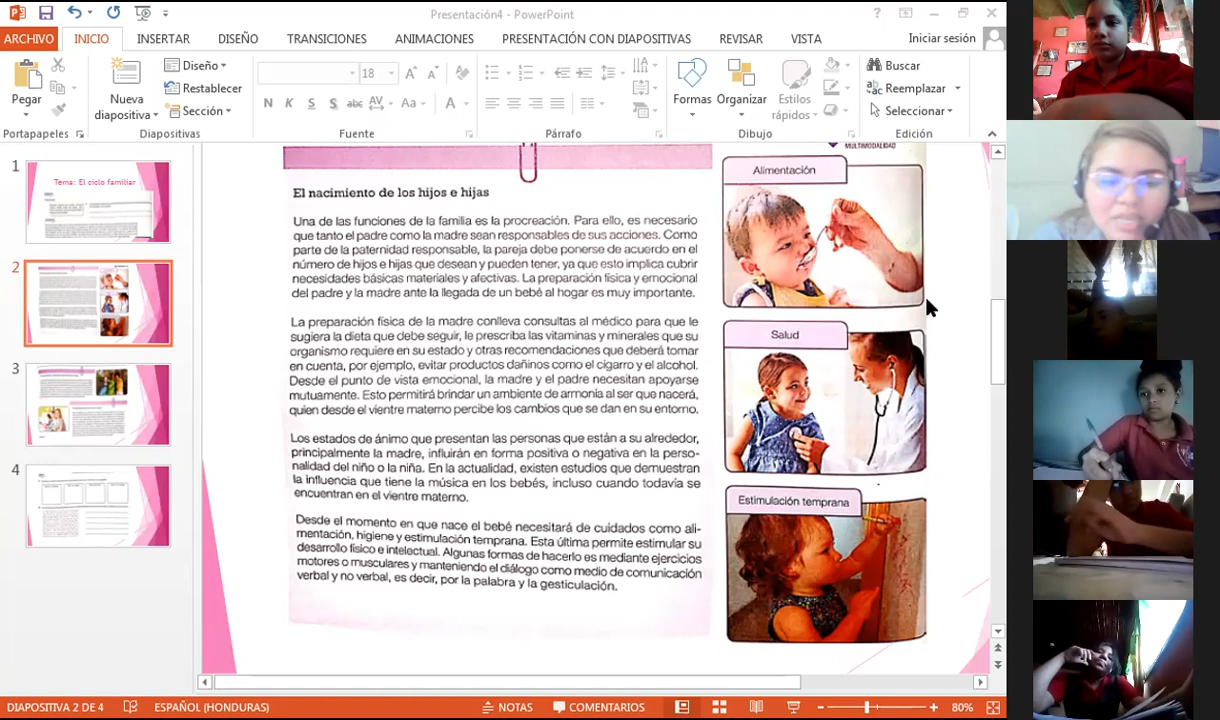 Presentación4 - PowerPoint
ARCHIVO INICIO INSERTAR DISEÑO TRANSICIONES ANIMACIONES PRESENTACIÓN CON DIAPOSITIVAS REVISAR VISTA Iniciar sesión
Pegar
Portapapeles
Nueva
diapositiva
Diseño
Restablecer
Sección
Diapositivas
18
N K S S abc AV Aa A
Fuente
Párrafo
Formas
Organizar
Estilos
rápidos
Dibujo
Buscar
Reemplazar
Seleccionar
Edición
1
Tema: El ciclo familiar
2
3
4
MULTIMODALIDAD
El nacimiento de los hijos e hijas
Una de las funciones de la familia es la procreación. Para ello, es necesario
que tanto el padre como la madre sean responsables de sus acciones. Como
parte de la paternidad responsable, la pareja debe ponerse de acuerdo en el
número de hijos e hijas que desean y pueden tener, ya que esto implica cubrir
necesidades básicas materiales y afectivas. La preparación física y emocional
del padre y la madre ante la llegada de un bebé al hogar es muy importante.
La preparación física de la madre conlleva consultas al médico para que le
sugiera la dieta que debe seguir, le prescriba las vitaminas y minerales que su
organismo requiere en su estado y otras recomendaciones que deberá tomar
en cuenta, por ejemplo, evitar productos dañinos como el cigarro y el alcohol.
Desde el punto de vista emocional, la madre y el padre necesitan apoyarse
mutuamente. Esto permitirá brindar un ambiente de armonía al ser que nacerá,
quien desde el vientre materno percibe los cambios que se dan en su entorno.
Los estados de ánimo que presentan las personas que están a su alrededor,
principalmente la madre, influirán en forma positiva o negativa en la perso-
nalidad del niño o la niña. En la actualidad, existen estudios que demuestran
la influencia que tiene la música en los bebés, incluso cuando todavía se
encuentran en el vientre materno.
Desde el momento en que nace el bebé necesitará de cuidados como ali-
mentación, higiene y estimulación temprana. Esta última permite estimular su
desarrollo físico e intelectual. Algunas formas de hacerlo es mediante ejercicios
motores o musculares y manteniendo el diálogo como medio de comunicación
verbal y no verbal, es decir, por la palabra y la gesticulación.
Alimentación
Salud
Estimulación temprana
DIAPOSITIVA 2 DE 4 ESPAÑOL (HONDURAS) NOTAS COMENTARIOS 80%